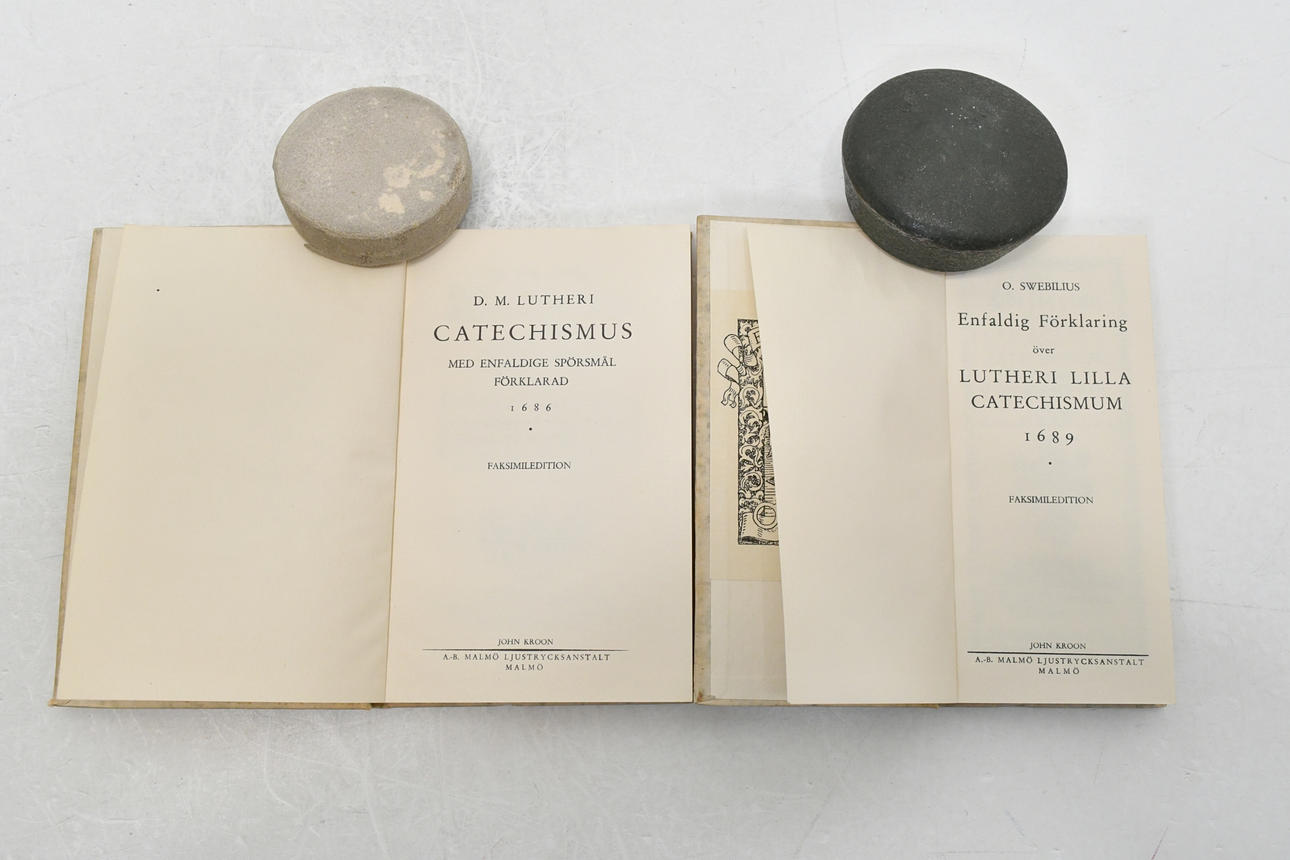 D. M. LUTHERI
CATECHISMUS
MED ENFALDIGE SPÖRSMÅL
FÖRKLARAD
1686
FAKSIMILEDITION
JOHN KROON
A.-B. MALMÖ LJUSTRYCKSANSTALT
MALMÖ
O. SWEBILIUS
Enfaldig Förklaring
över
LUTHERI LILLA
CATECHISMUM
1689
FAKSIMILEDITION
JOHN KROON
A.-B. MALMÖ LJUSTRYCKSANSTALT
MALMÖ